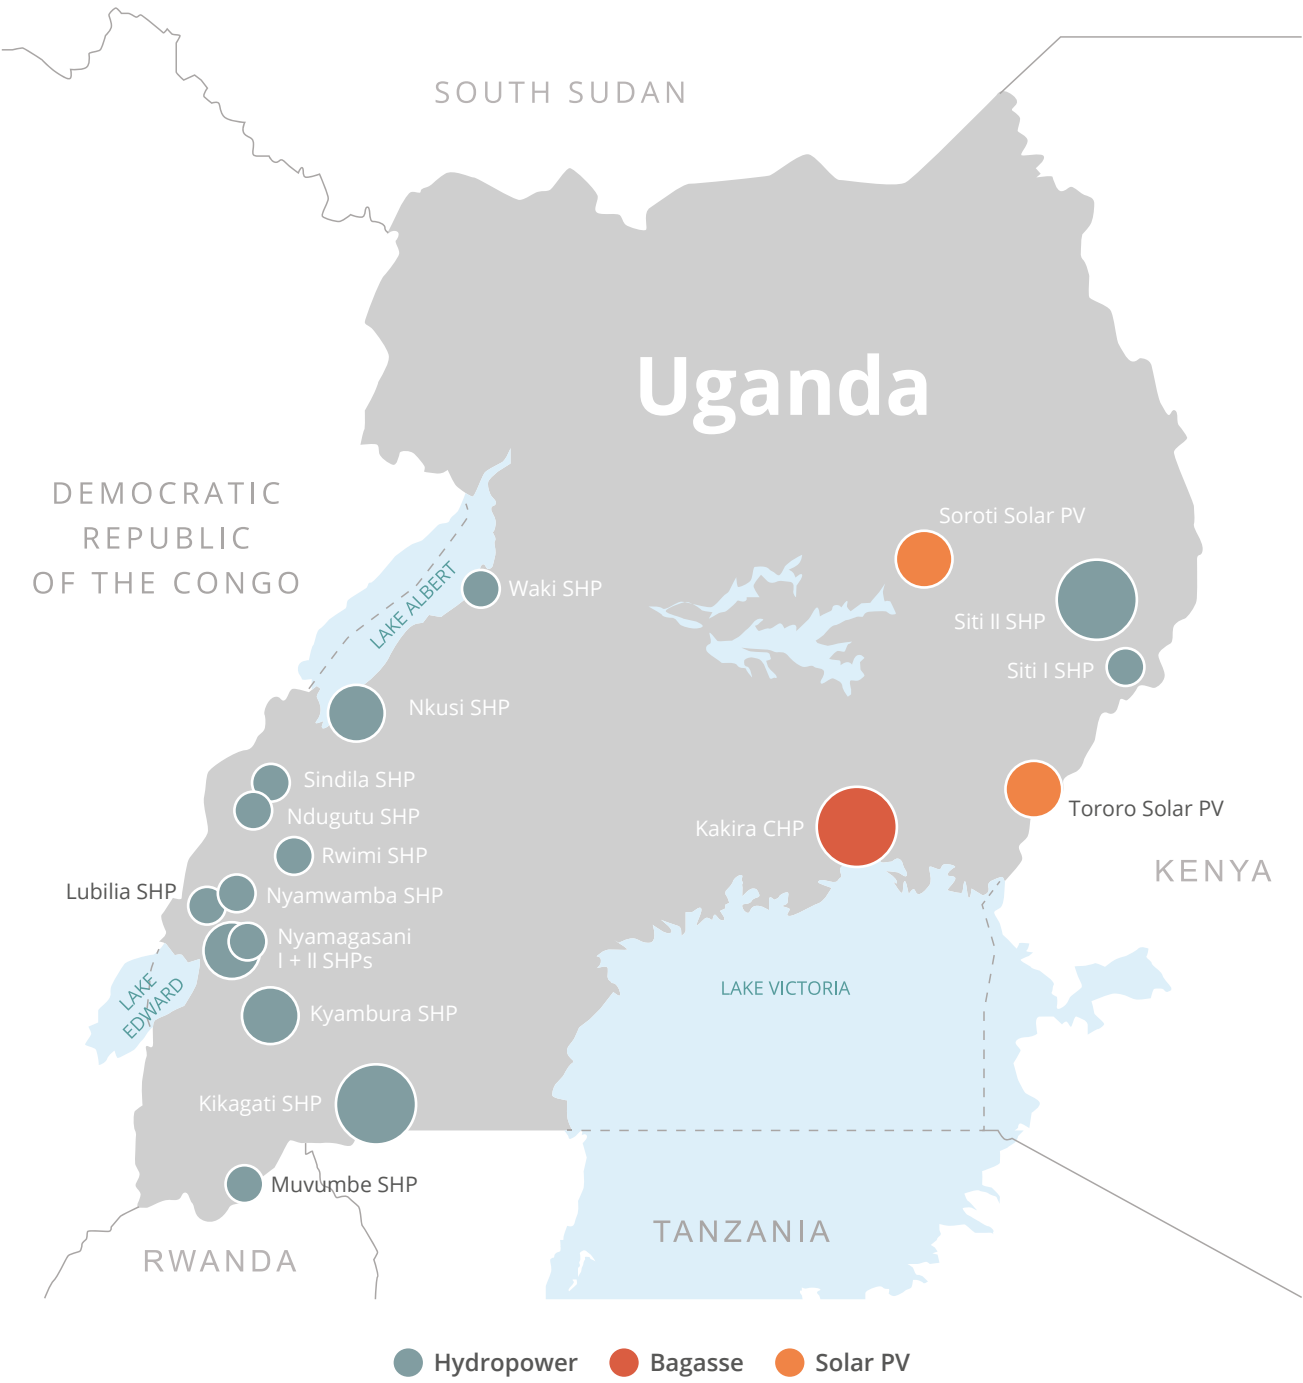 SOUTH SUDAN
Uganda
DEMOCRATIC
REPUBLIC
OF THE CONGO
Soroti Solar PV
LAKE ALBERT
Waki SHP
Siti II SHP
Siti I SHP
Nkusi SHP
Sindila SHP
Ndugutu SHP
Tororo Solar PV
Kakira CHP
Rwimi SHP
KENYA
Lubilia SHP
Nyamwamba SHP
Nyamagasani
I + II SHPs
LAKE
EDWARD
LAKE VICTORIA
Kyambura SHP
Kikagati SHP
Muvumbe SHP
TANZANIA
RWANDA
Hydropower
Bagasse
Solar PV